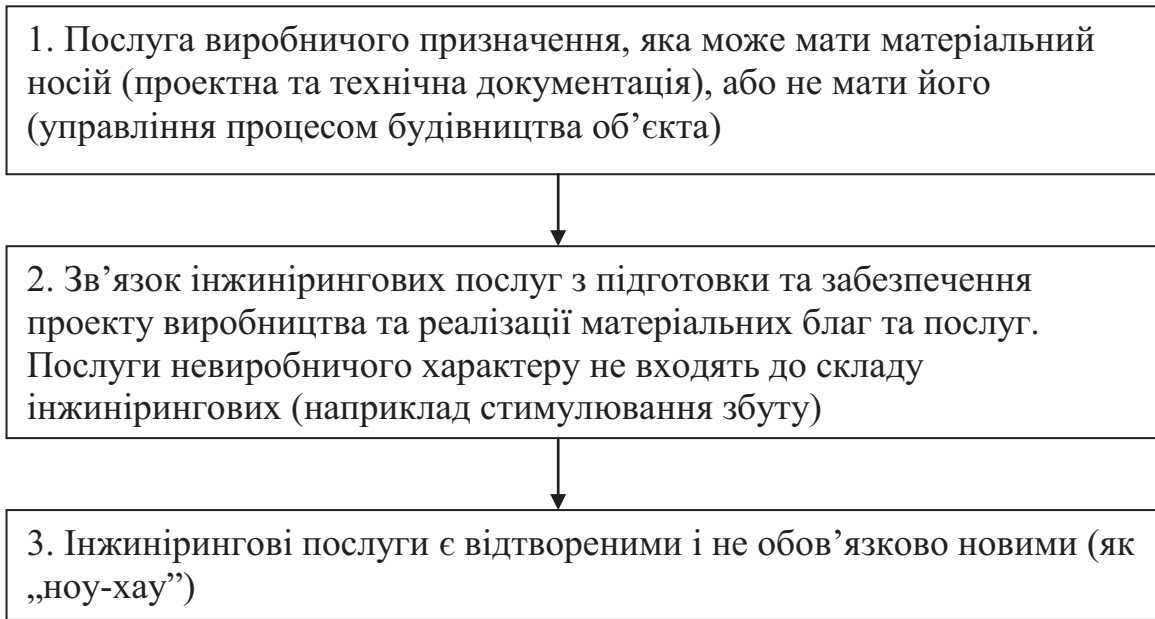 1. Послуга виробничого призначення, яка може мати матеріальний
носій (проектна та технічна документація), або не мати його
(управління процесом будівництва об’єкта)
2. Зв’язок інжинірингових послуг з підготовки та забезпечення
проекту виробництва та реалізації матеріальних благ та послуг.
Послуги невиробничого характеру не входять до складу
інжинірингових (наприклад стимулювання збуту)
3. Інжинірингові послуги є відтвореними і не обов’язково новими (як
„ноу-хау”)